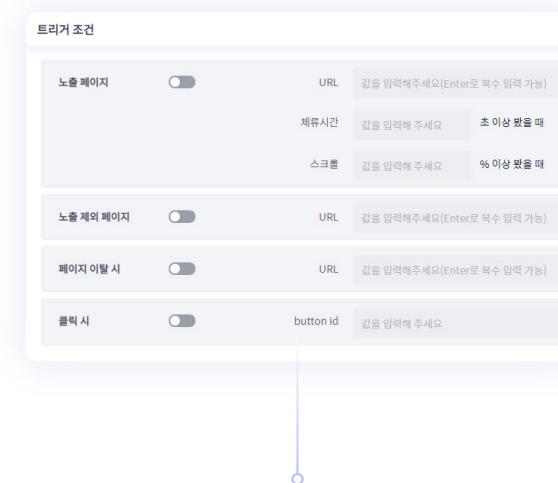 트리거 조건
노출 페이지 URL 값을 입력해주세요(Enter로 복수 입력 가능)
체류시간 값을 입력해 주세요 초 이상 봤을 때
스크롤 값을 입력해 주세요 % 이상 봤을 때
노출 제외 페이지 URL 값을 입력해주세요(Enter로 복수 입력 가능)
페이지 이탈 시 URL 값을 입력해주세요(Enter로 복수 입력 가능)
클릭 시 button id 값을 입력해 주세요